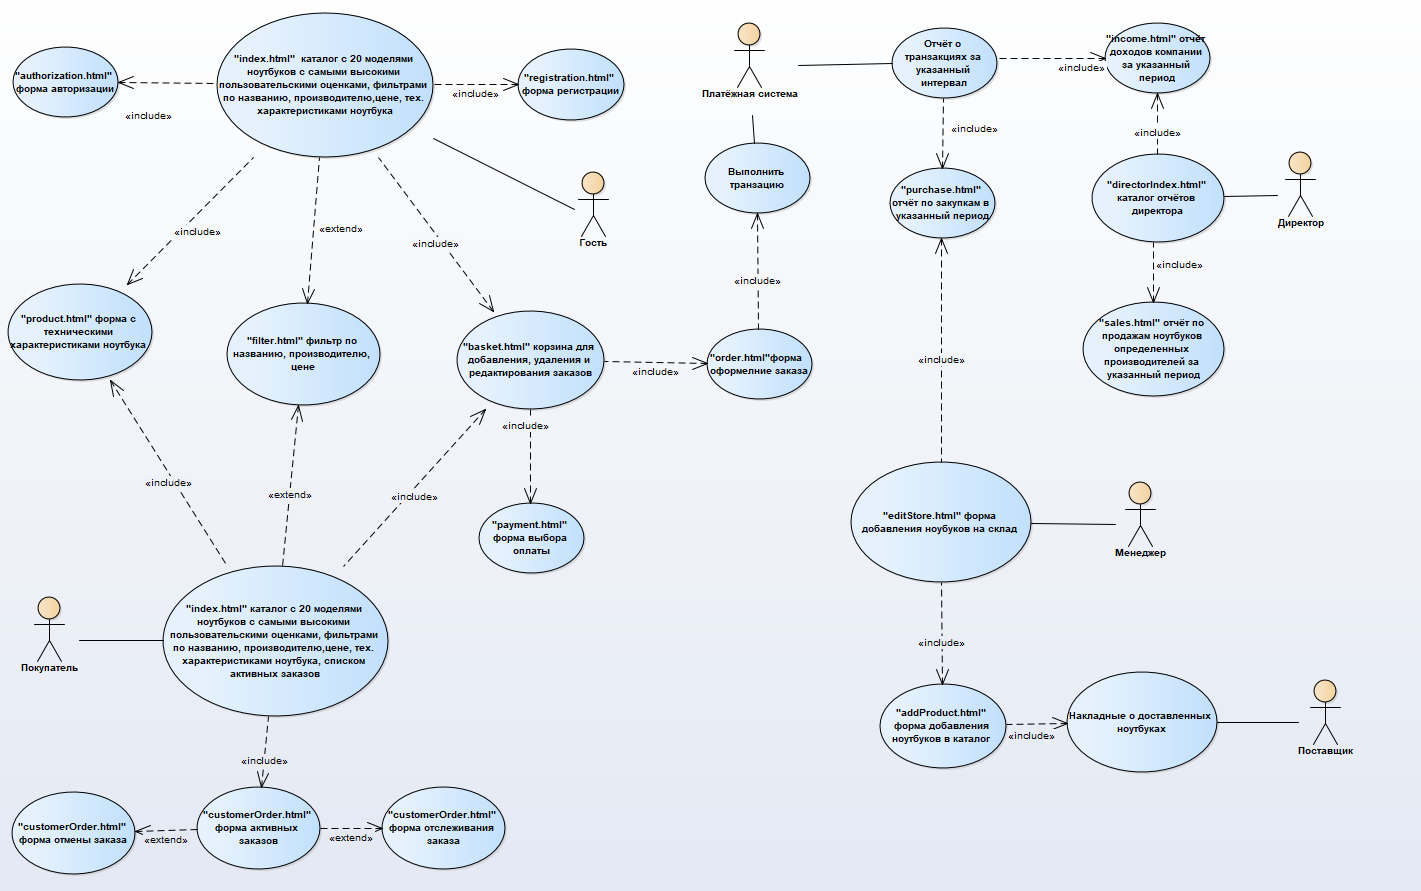 "authorization.html"
форма авторизации
«include»
"index.html"  каталог с 20 моделями
ноутбуков с самыми высокими
пользовательскими оценками, фильтрами
по названию, производителю,цене, тех.
характеристиками ноутбука
«include»
"registration.html"
форма регистрации
Гость
«include»
«extend»
«include»
"product.html" форма с
техническими
характеристиками ноутбука
"filter.html" фильтр по
названию, производителю,
цене
"basket.html" корзина для
добавления, удаления и
редактирования заказов
«include»
"order.html"форма
оформелние заказа
«include»
Выполнить
транзацию
Платёжная система
«include»
"payment.html"
форма выбора
оплаты
«include»
«extend»
«include»
Покупатель
"index.html" каталог с 20 моделями
ноутбуков с самыми высокими
пользовательскими оценками, фильтрами
по названию, производителю,цене, тех.
характеристиками ноутбука, списком
активных заказов
«include»
"customerOrder.html"
форма отмены заказа
«extend»
"customerOrder.html"
форма активных
заказов
«extend»
"customerOrder.html"
форма отслеживания
заказа
Отчёт о
транзакциях за
указанный
интервал
«include»
"income.html" отчёт
доходов компании
за указанный
период
«include»
«include»
"purchase.html"
отчёт по закупкам в
указанный период
"directorIndex.html"
каталог отчётов
директора
Директор
«include»
"sales.html" отчёт по
продажам ноутбуков
определенных
производителей за
указанный период
«include»
"editStore.html" форма
добавления ноубуков на склад
Менеджер
«include»
"addProduct.html"
форма добавления
ноутбуков в каталог
«include»
Накладные о доставленных
ноутбуках
Поставщик